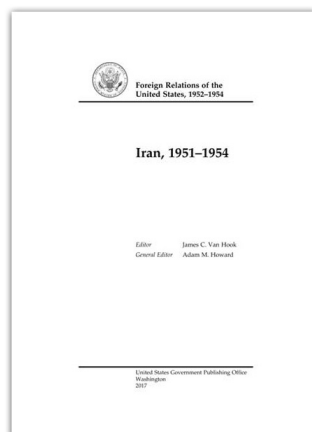 Foreign Relations of the
United States, 1952–1954
Iran, 1951–1954
Editor James C. Van Hook
General Editor Adam M. Howard
United States Government Publishing Office
Washington
2017